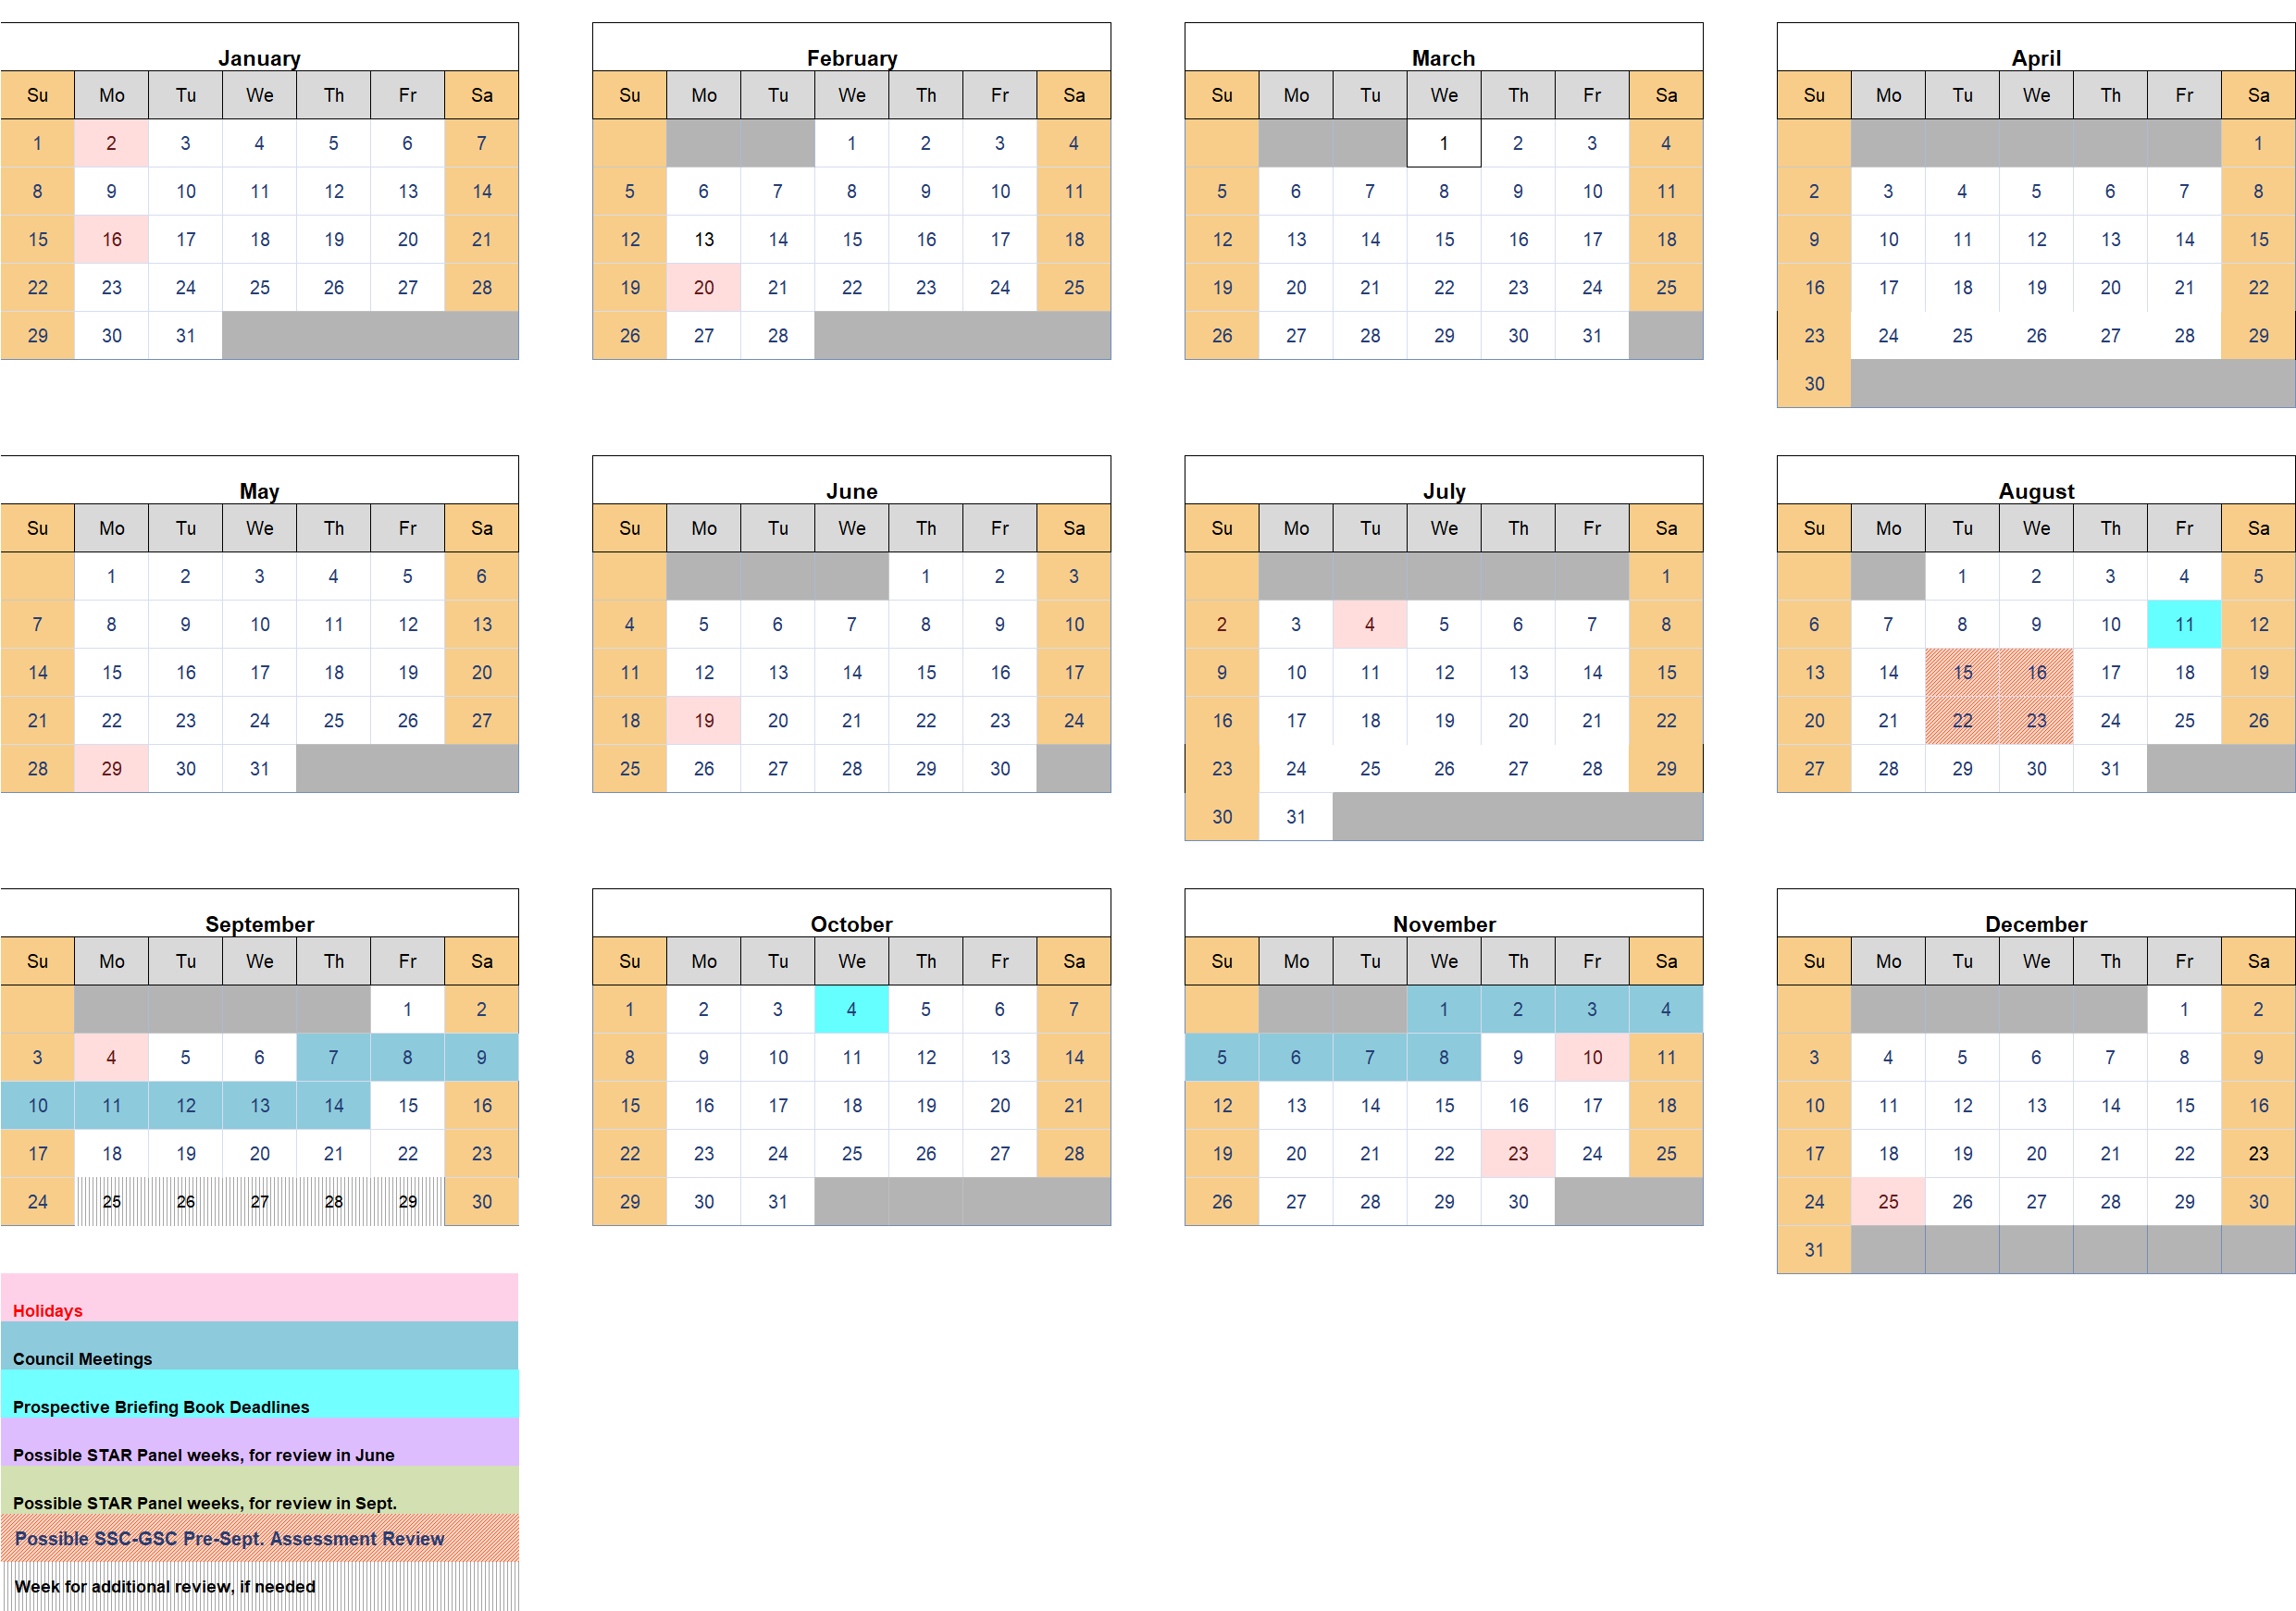 January February March April
Su Mo Tu We Th Fr Sa Su Mo Tu We Th Fr Sa Su Mo Tu We Th Fr Sa Su Mo Tu We Th Fr Sa
1 2 3 4 5 6 7 1 2 3 4 1 2 3 4 1
8 9 10 11 12 13 14 5 6 7 8 9 10 11 5 6 7 8 9 10 11 2 3 4 5 6 7 8
15 16 17 18 19 20 21 12 13 14 15 16 17 18 12 13 14 15 16 17 18 9 10 11 12 13 14 15
22 23 24 25 26 27 28 19 20 21 22 23 24 25 19 20 21 22 23 24 25 16 17 18 19 20 21 22
29 30 31 26 27 28 26 27 28 29 30 31 23 24 25 26 27 28 29
30
May June July August
Su Mo Tu We Th Fr Sa Su Mo Tu We Th Fr Sa Su Mo Tu We Th Fr Sa Su Mo Tu We Th Fr Sa
1 2 3 4 5 6 1 2 3 1 1 2 3 4 5
7 8 9 10 11 12 13 4 5 6 7 8 9 10 2 3 4 5 6 7 8 6 7 8 9 10 11 12
14 15 16 17 18 19 20 11 12 13 14 15 16 17 9 10 11 12 13 14 15 13 14 15 16 17 18 19
21 22 23 24 25 26 27 18 19 20 21 22 23 24 16 17 18 19 20 21 22 20 21 22 23 24 25 26
28 29 30 31 25 26 27 28 29 30 23 24 25 26 27 28 29 27 28 29 30 31
30 31
September October November December
Su Mo Tu We Th Fr Sa Su Mo Tu We Th Fr Sa Su Mo Tu We Th Fr Sa Su Mo Tu We Th Fr Sa
1 2 1 2 3 4 5 6 7 1 2 3 4 1 2
3 4 5 6 7 8 9 8 9 10 11 12 13 14 5 6 7 8 9 10 11 3 4 5 6 7 8 9
10 11 12 13 14 15 16 15 16 17 18 19 20 21 12 13 14 15 16 17 18 10 11 12 13 14 15 16
17 18 19 20 21 22 23 22 23 24 25 26 27 28 19 20 21 22 23 24 25 17 18 19 20 21 22 23
24 25 26 27 28 29 30 29 30 31 26 27 28 29 30 24 25 26 27 28 29 30
31
Holidays
Council Meetings
Prospective Briefing Book Deadlines
Possible STAR Panel weeks, for review in June
Possible STAR Panel weeks, for review in Sept.
Possible SSC-GSC Pre-Sept. Assessment Review
Week for additional review, if needed